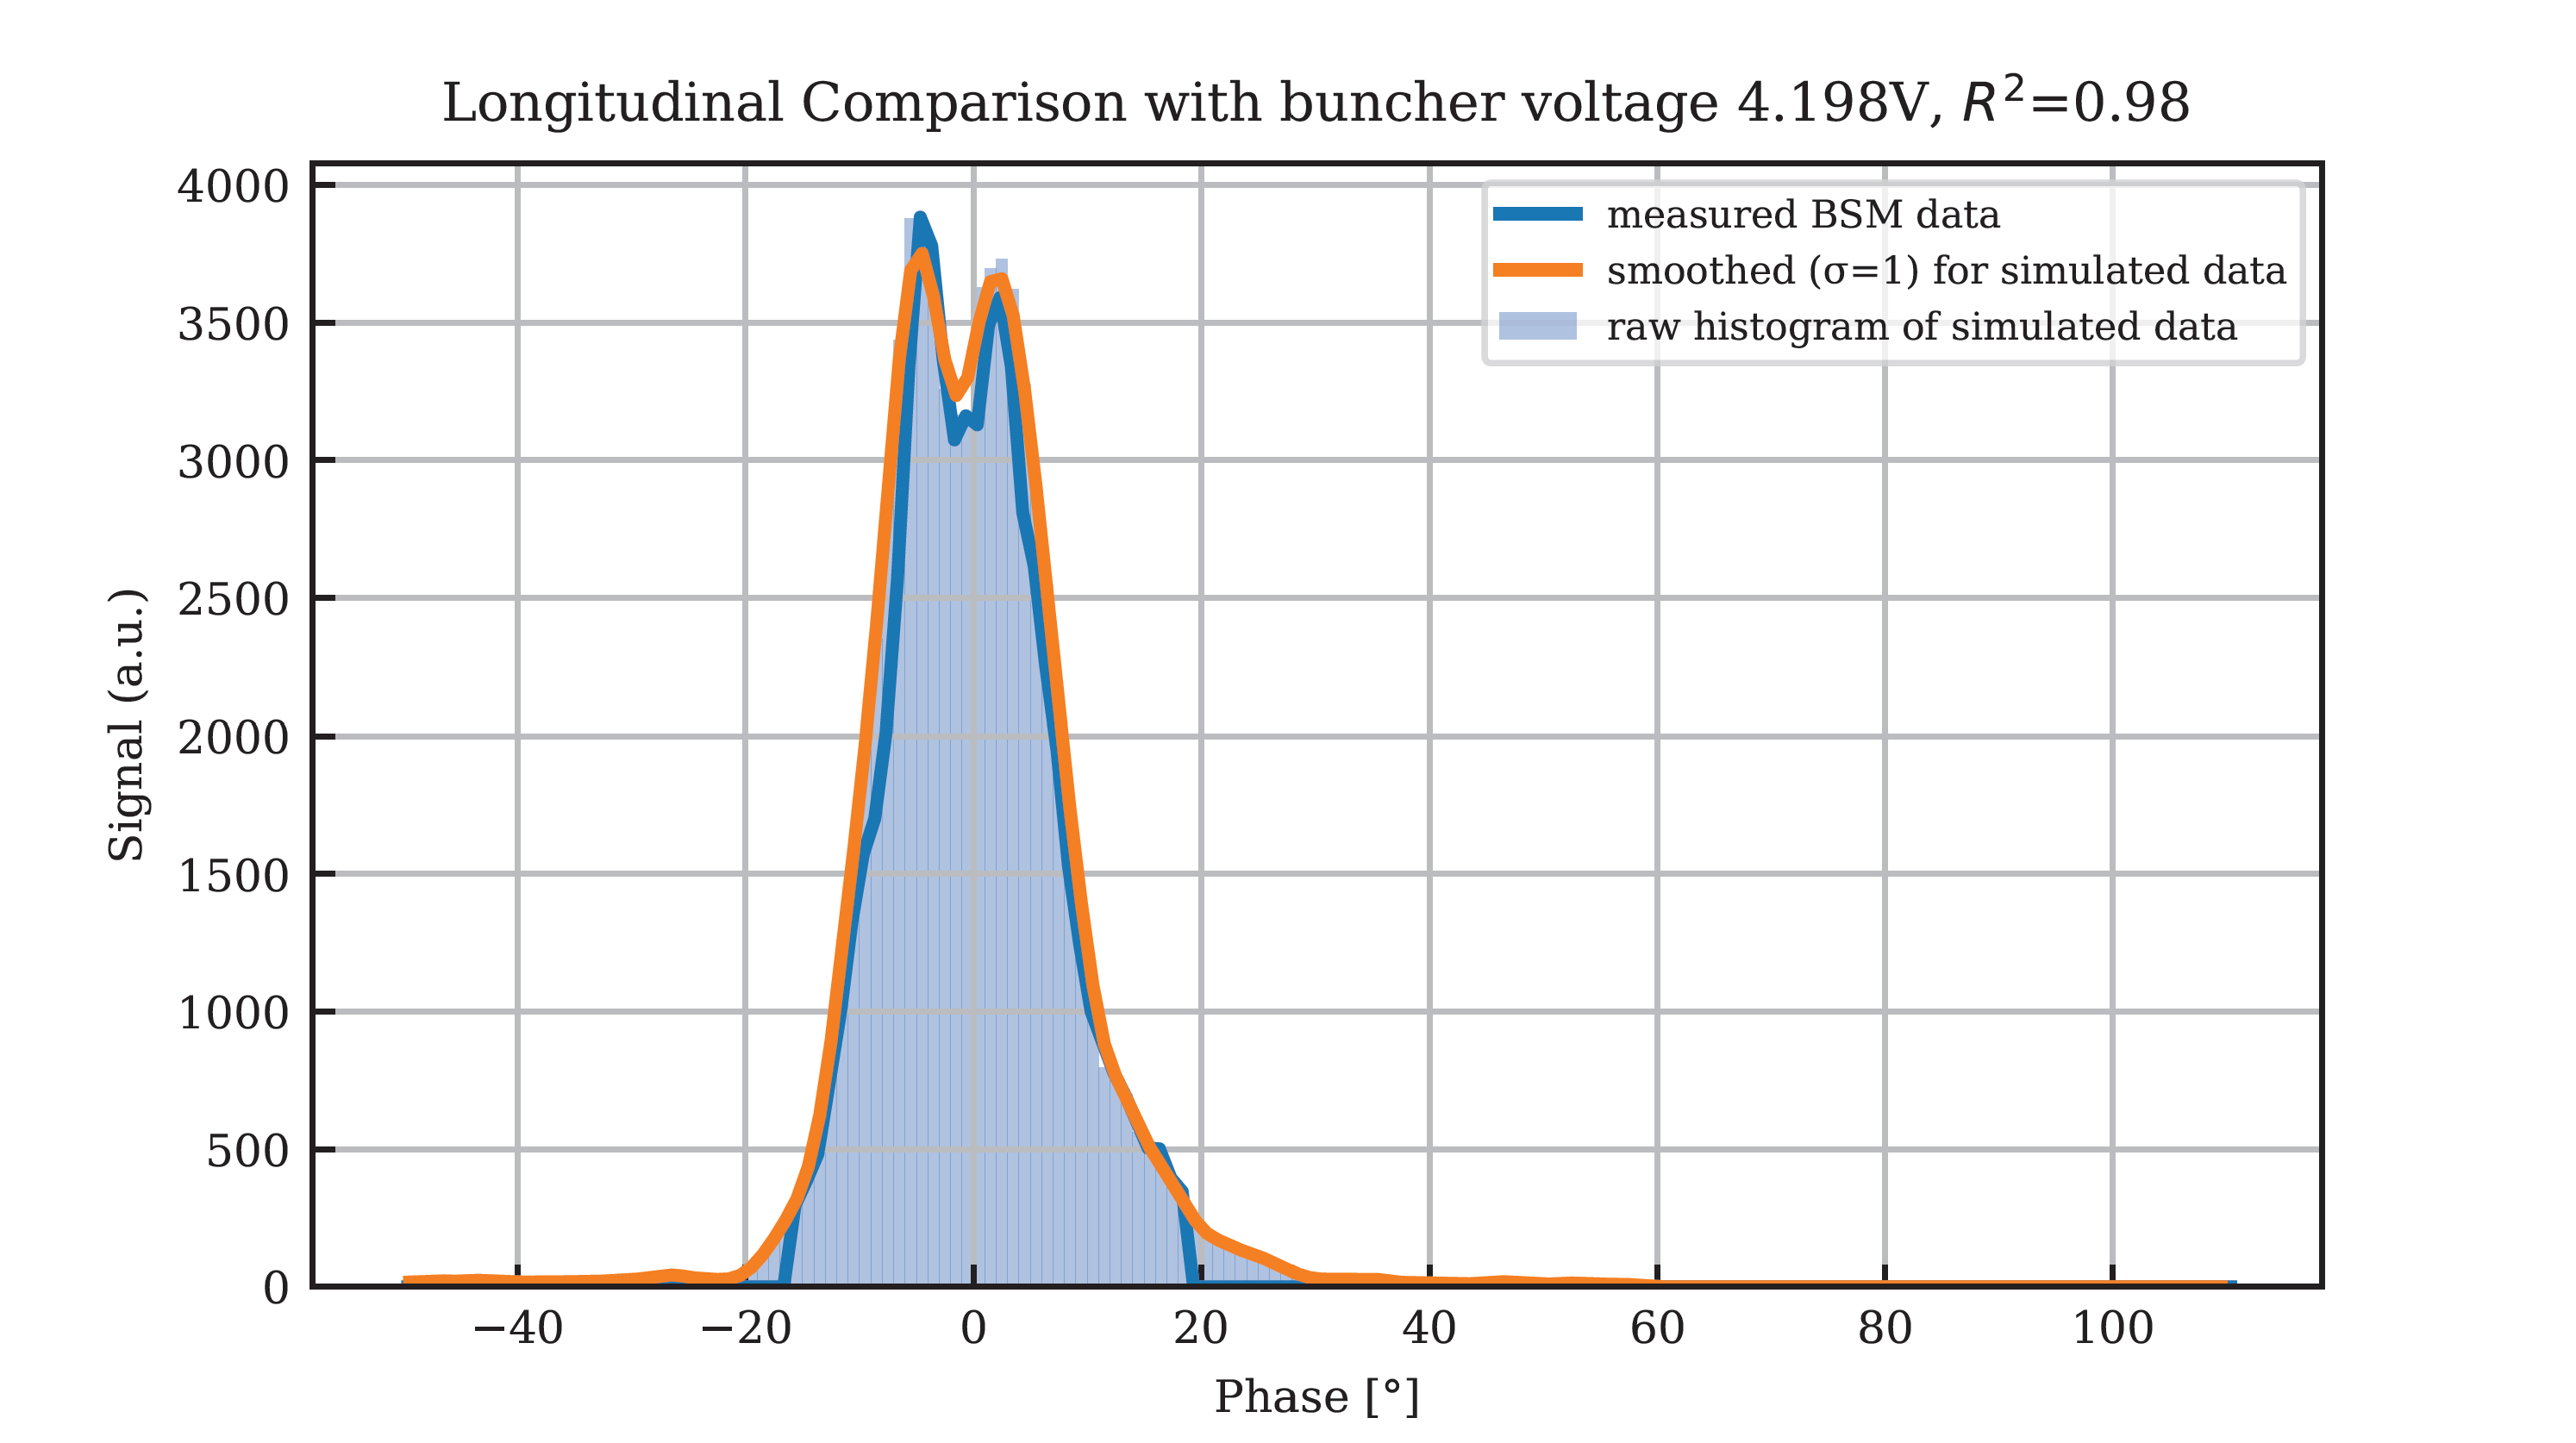 Longitudinal Comparison with buncher voltage 4.198V, R²=0.98
4000
3500
3000
2500
2000
1500
1000
500
0
Signal (a.u.)
measured BSM data
smoothed (σ=1) for simulated data
raw histogram of simulated data
−40 −20 0 20 40 60 80 100
Phase [°]